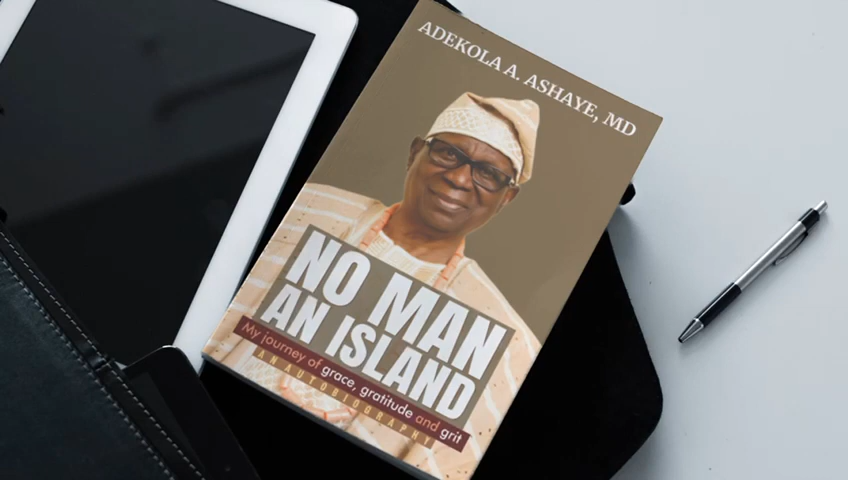 ADEKOLA A. ASHAYE, MD
NO MAN
AN ISLAND
My journey of grace, gratitude and grit
AN AUTOBIOGRAPHY